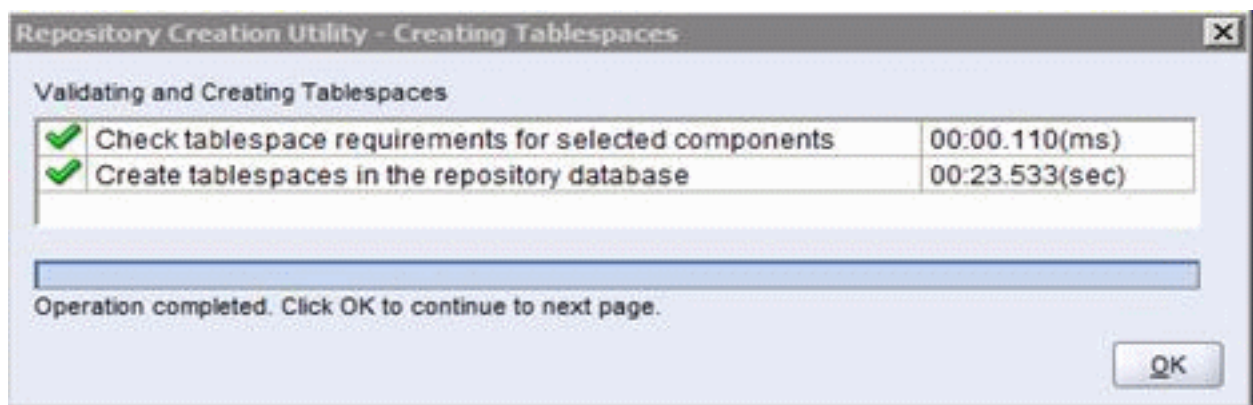 Repository Creation Utility - Creating Tablespaces
Validating and Creating Tablespaces
Check tablespace requirements for selected components 00:00.110(ms)
Create tablespaces in the repository database 00:23.533(sec)
Operation completed. Click OK to continue to next page.
OK